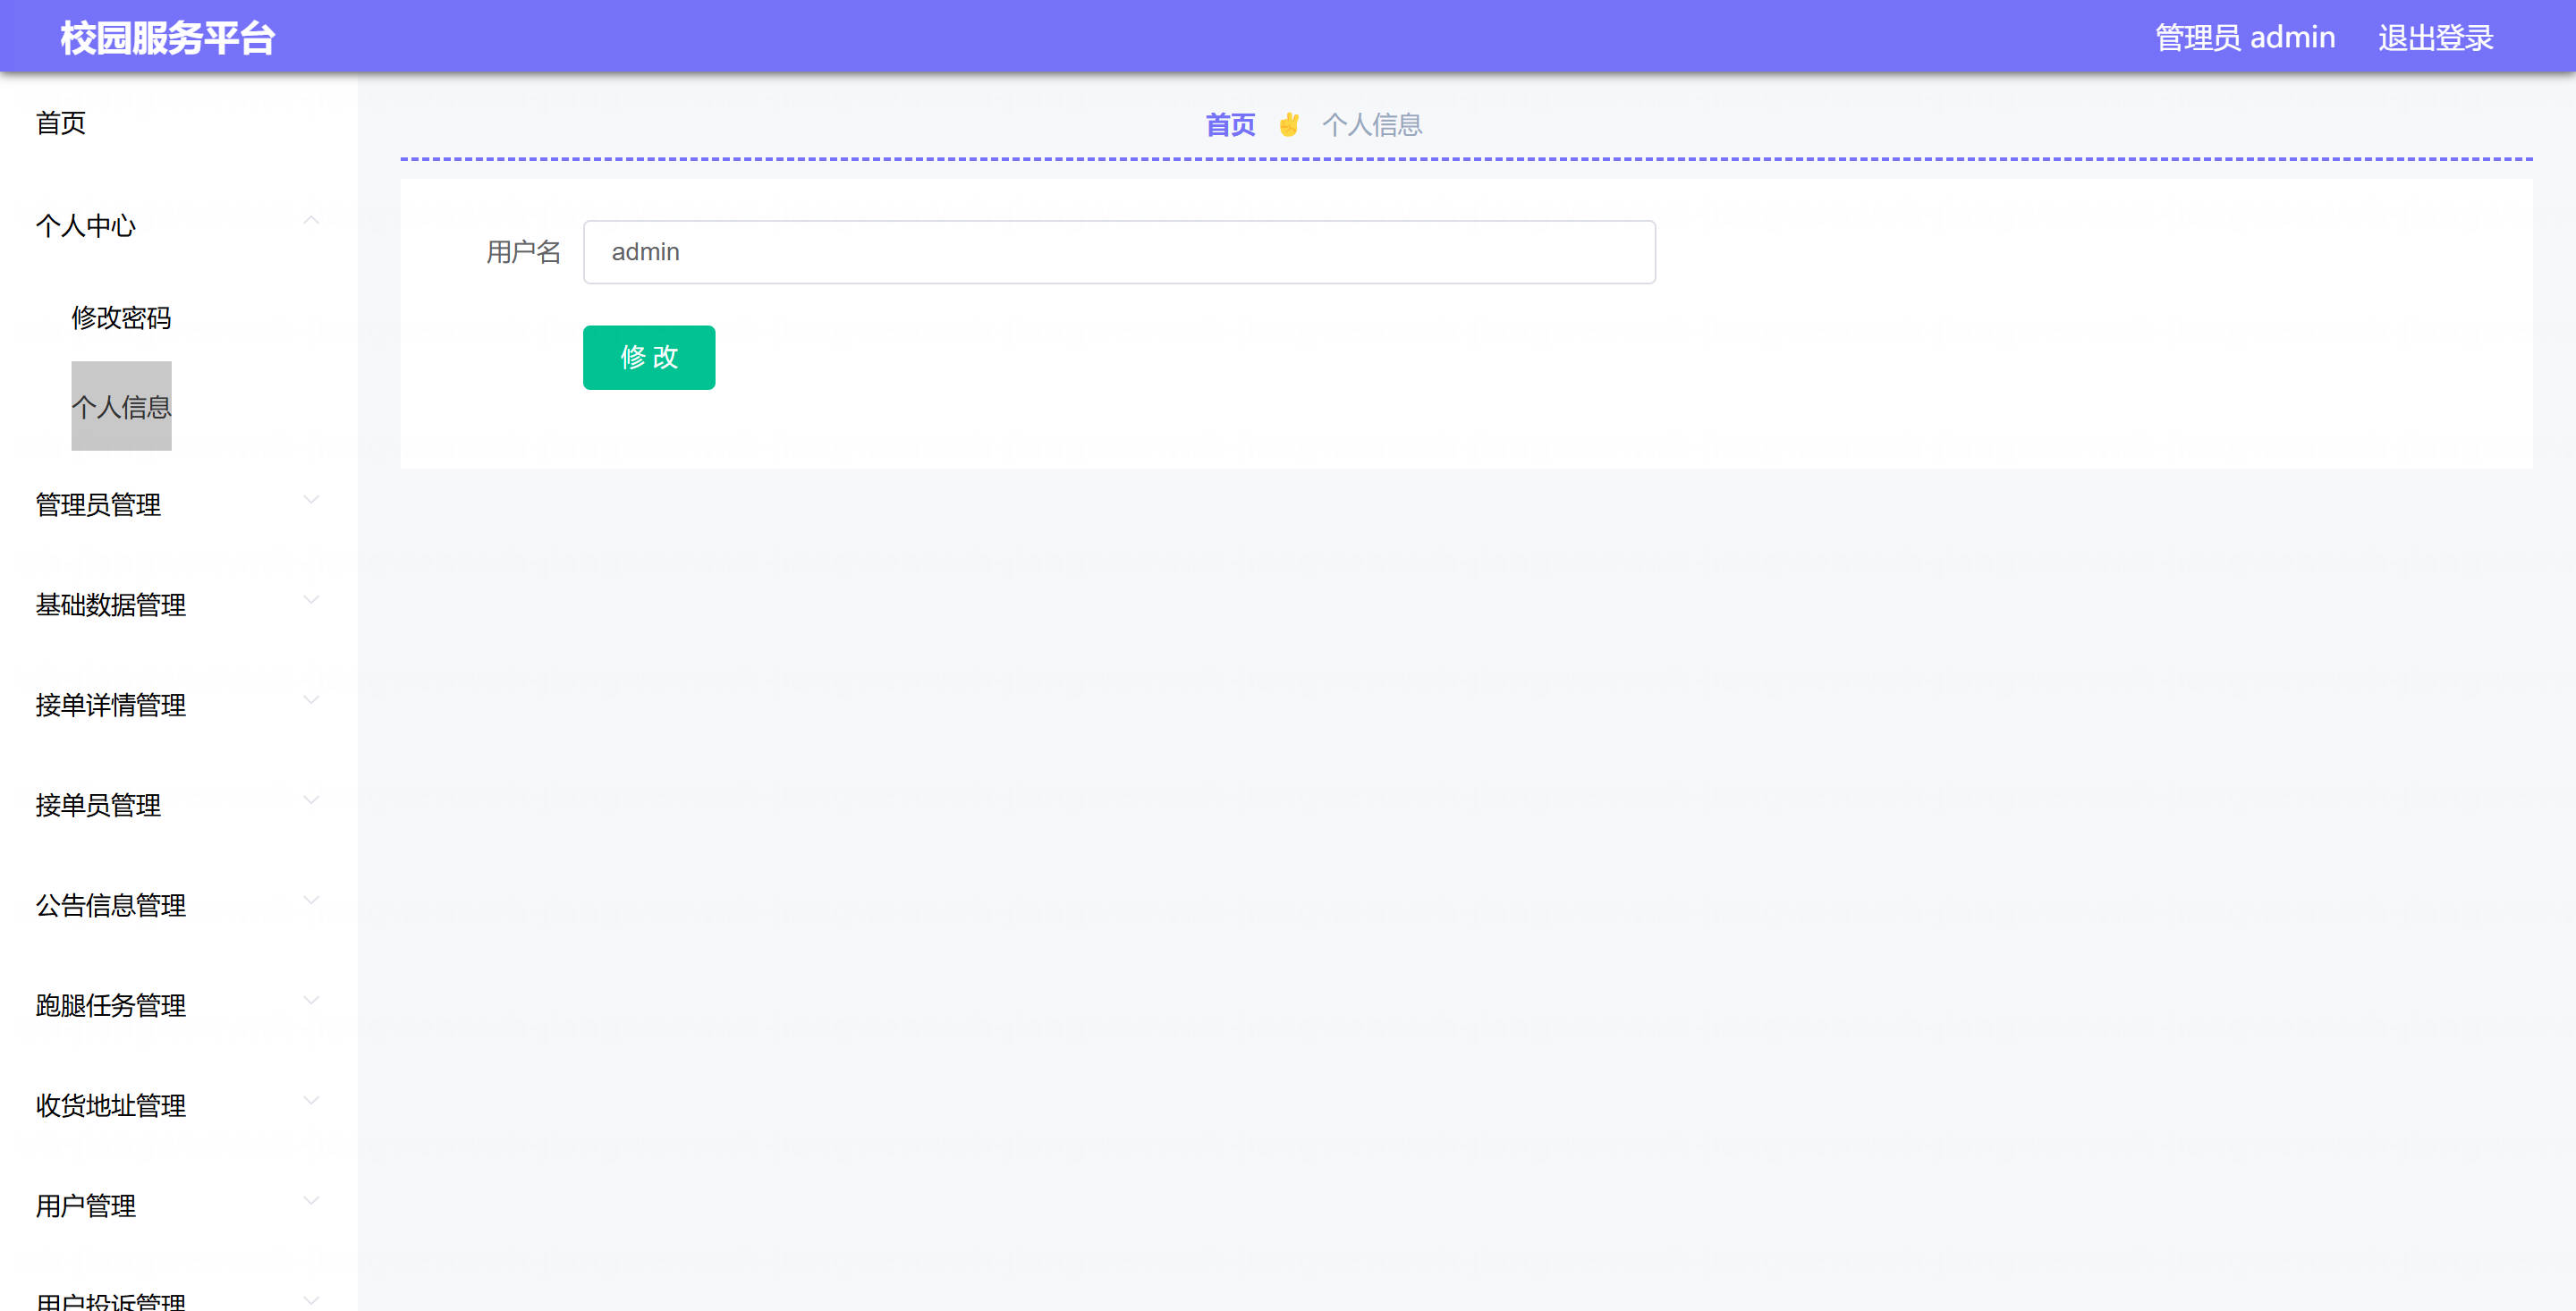 校园服务平台
管理员 admin 退出登录
首页
个人中心
修改密码
个人信息
管理员管理
基础数据管理
接单详情管理
接单员管理
公告信息管理
跑腿任务管理
收货地址管理
用户管理
用户投诉管理
首页 ✌ 个人信息
用户名 admin
修 改